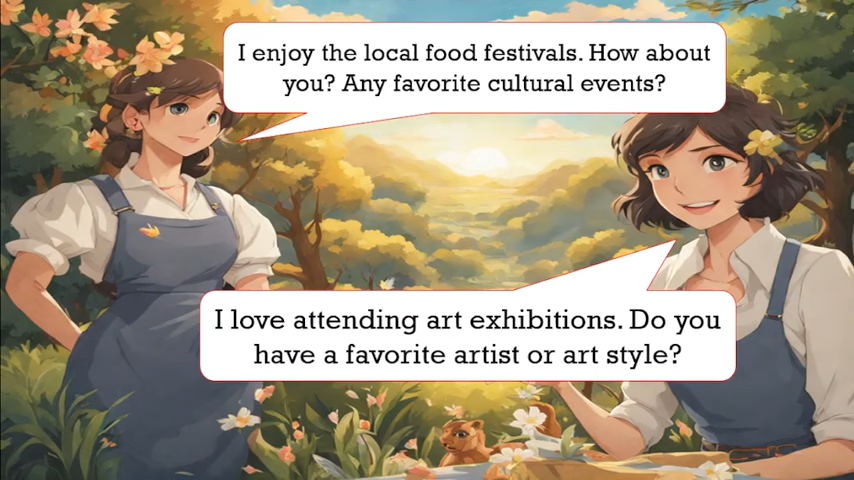 I enjoy the local food festivals. How about
you? Any favorite cultural events?
I love attending art exhibitions. Do you
have a favorite artist or art style?